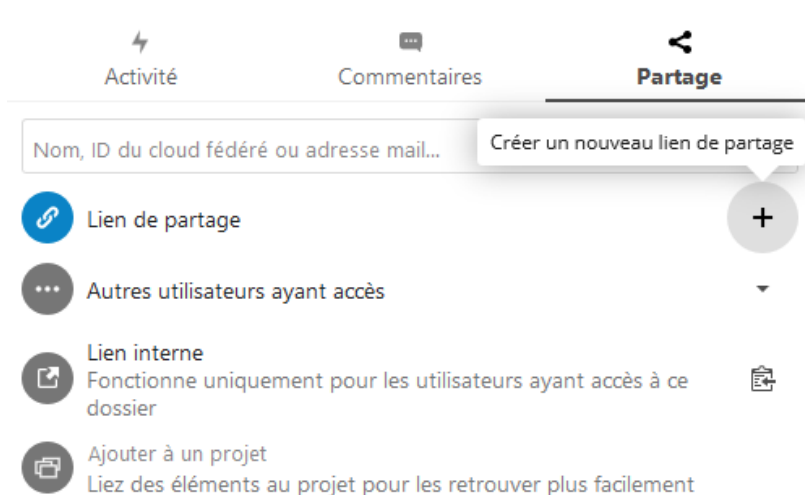 Activité
Commentaires
Partage
Nom, ID du cloud fédéré ou adresse mail...
Créer un nouveau lien de partage
Lien de partage
Autres utilisateurs ayant accès
Lien interne
Fonctionne uniquement pour les utilisateurs ayant accès à ce
dossier
Ajouter à un projet
Liez des éléments au projet pour les retrouver plus facilement